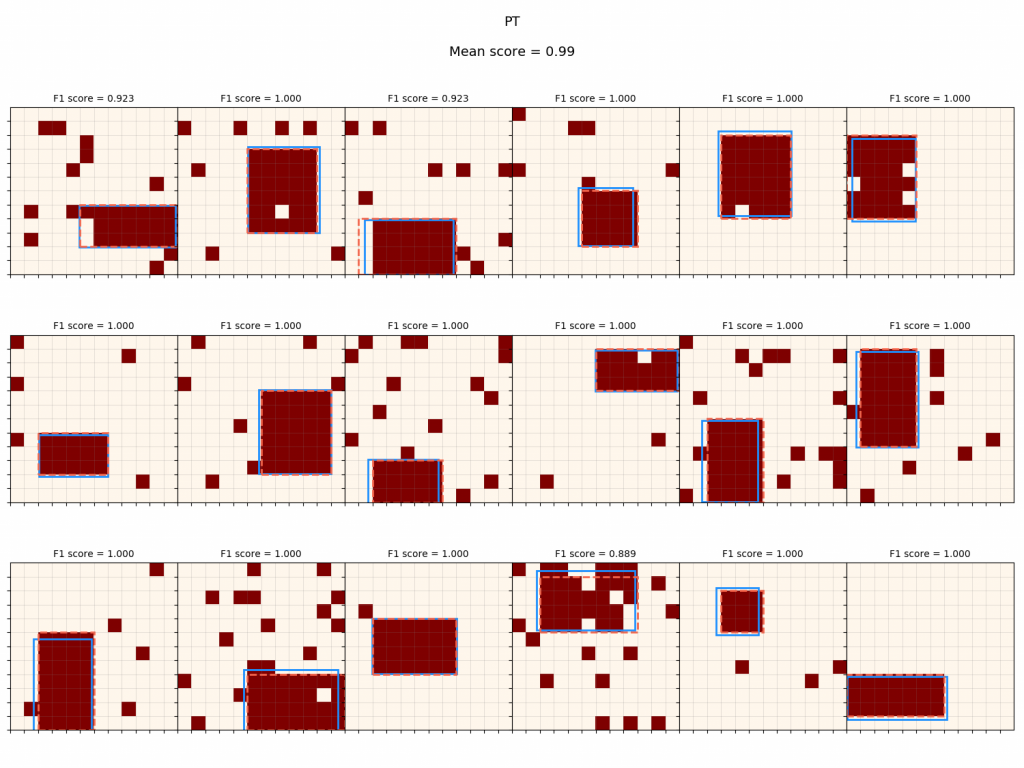 PT
Mean score = 0.99
F1 score = 0.923
F1 score = 1.000
F1 score = 0.923
F1 score = 1.000
F1 score = 1.000
F1 score = 1.000
F1 score = 1.000
F1 score = 1.000
F1 score = 1.000
F1 score = 1.000
F1 score = 1.000
F1 score = 1.000
F1 score = 1.000
F1 score = 1.000
F1 score = 1.000
F1 score = 0.889
F1 score = 1.000
F1 score = 1.000